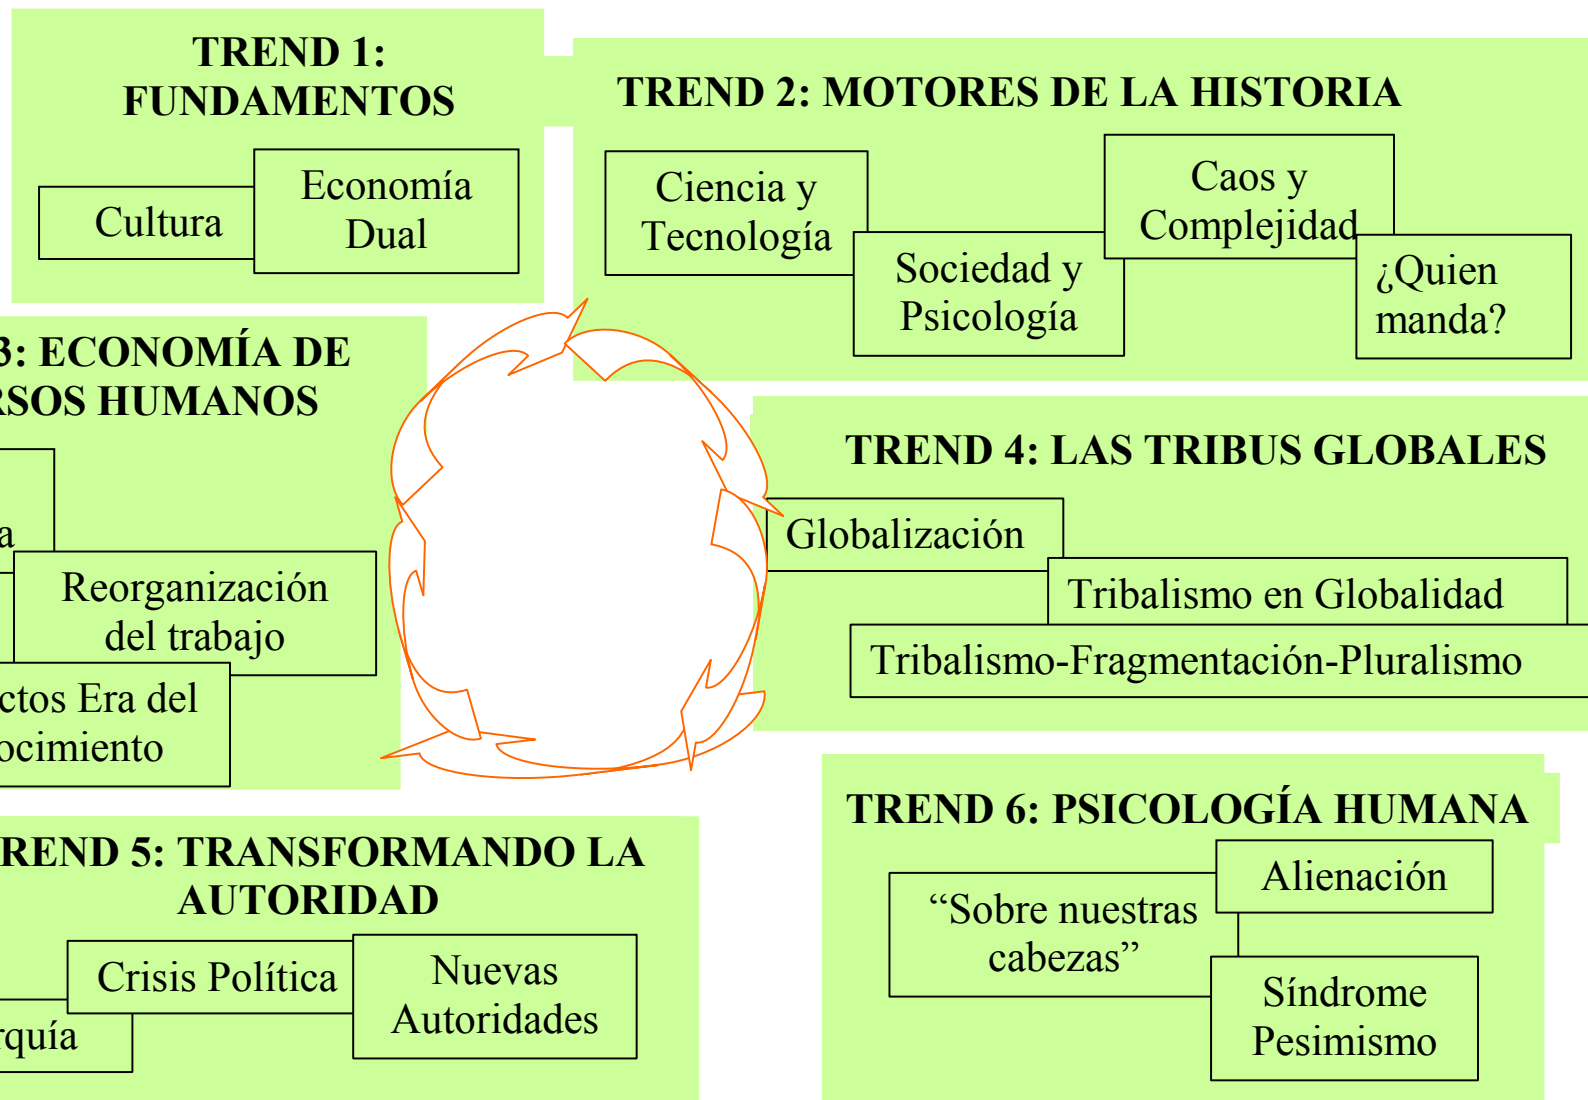 TREND 1:
FUNDAMENTOS
Cultura
Economía
Dual
TREND 2: MOTORES DE LA HISTORIA
Ciencia y
Tecnología
Sociedad y
Psicología
Caos y
Complejidad
¿Quien
manda?
3: ECONOMÍA DE
RSOS HUMANOS
a
Reorganización
del trabajo
ctos Era del
ocimiento
TREND 4: LAS TRIBUS GLOBALES
Globalización
Tribalismo en Globalidad
Tribalismo-Fragmentación-Pluralismo
REND 5: TRANSFORMANDO LA
AUTORIDAD
rquía
Crisis Política
Nuevas
Autoridades
TREND 6: PSICOLOGÍA HUMANA
“Sobre nuestras
cabezas”
Alienación
Síndrome
Pesimismo